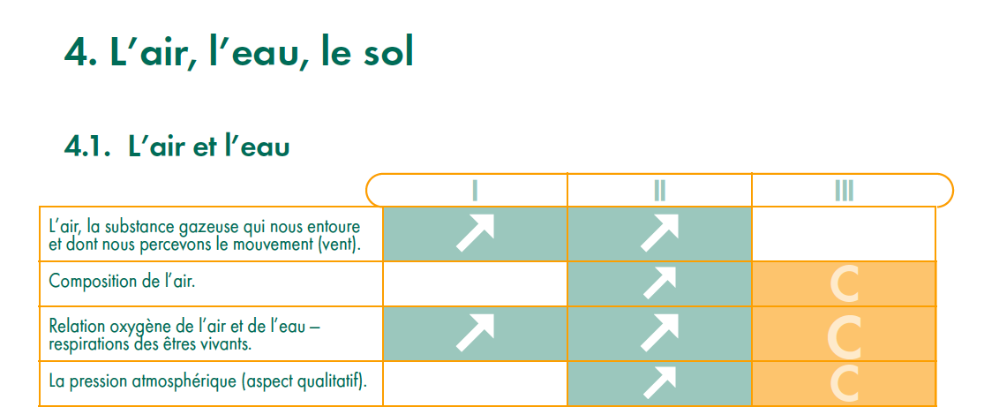 4. L'air, l'eau, le sol
4.1. L'air et l'eau
I II III
L'air, la substance gazeuse qui nous entoure
et dont nous percevons le mouvement (vent).
Composition de l'air.
C
Relation oxygène de l'air et de l'eau –
respirations des êtres vivants.
C
La pression atmosphérique (aspect qualitatif).
C